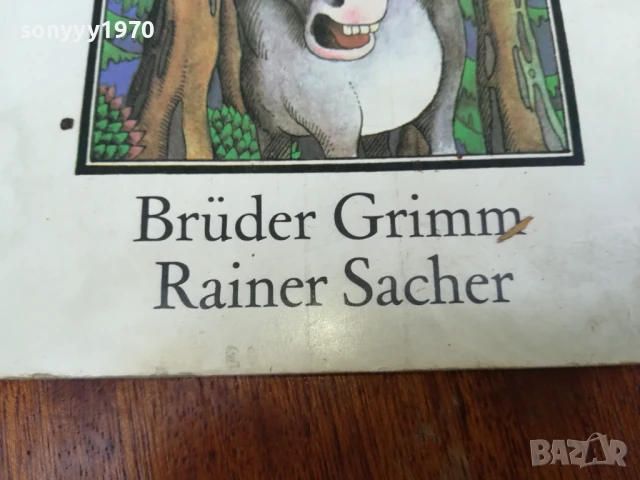 sonyyy1970
Brüder Grimm
Rainer Sacher
BAZAR